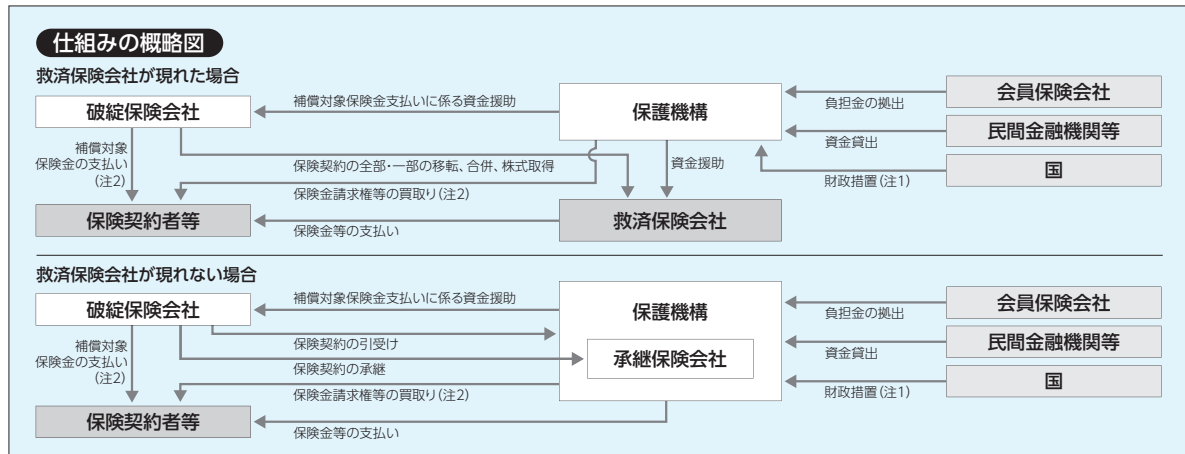 仕組みの概略図
救済保険会社が現れた場合
破綻保険会社
補償対象保険金支払いに係る資金援助
保護機構
負担金の拠出
会員保険会社
資金貸出
民間金融機関等
財政措置(注1)
国
補償対象
保険金の支払い
(注2)
保険契約の全部・一部の移転、合併、株式取得
資金援助
保険金請求権等の買取り(注2)
保険契約者等
保険金等の支払い
救済保険会社
救済保険会社が現れない場合
破綻保険会社
補償対象保険金支払いに係る資金援助
保護機構
負担金の拠出
会員保険会社
資金貸出
民間金融機関等
財政措置(注1)
国
補償対象
保険金の支払い
(注2)
保険契約の引受け
保険契約の承継
承継保険会社
保険金請求権等の買取り(注2)
保険契約者等
保険金等の支払い